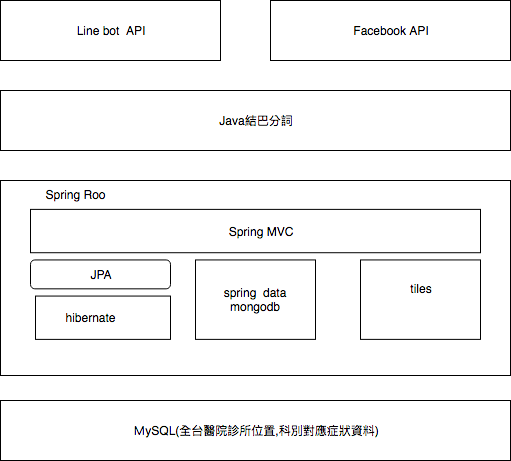 Line bot API
Facebook API
Java結巴分詞
Spring Roo
Spring MVC
JPA
hibernate
spring data
mongodb
tiles
MySQL(全台醫院診所位置,科別對應症狀資料)